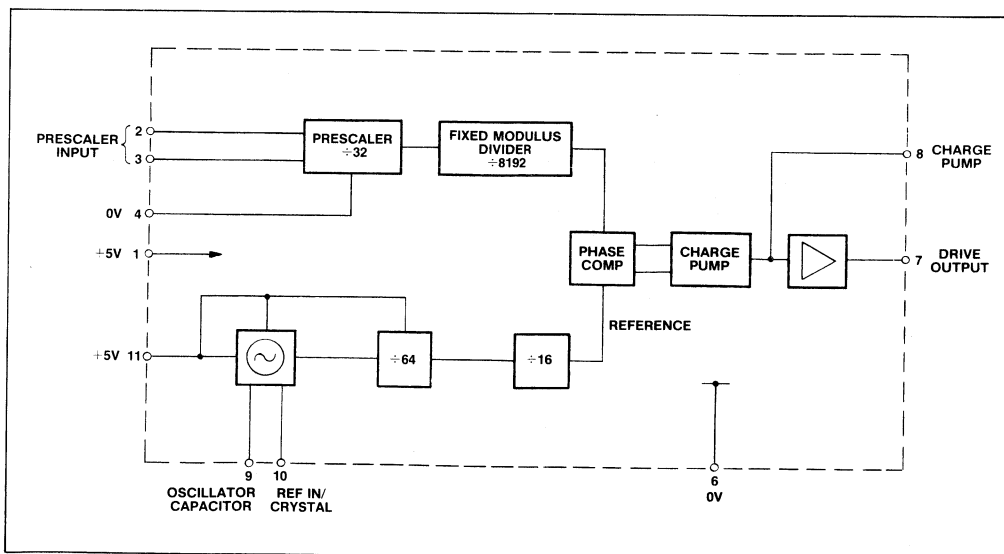 PRESCALER
INPUT
2
3
PRESCALER
÷32
FIXED MODULUS
DIVIDER
÷8192
8 CHARGE
PUMP
0V 4
+5V 1
PHASE
COMP
CHARGE
PUMP
7 DRIVE
OUTPUT
REFERENCE
+5V 11
÷64
÷16
9
OSCILLATOR
CAPACITOR
10
REF IN/
CRYSTAL
6
0V